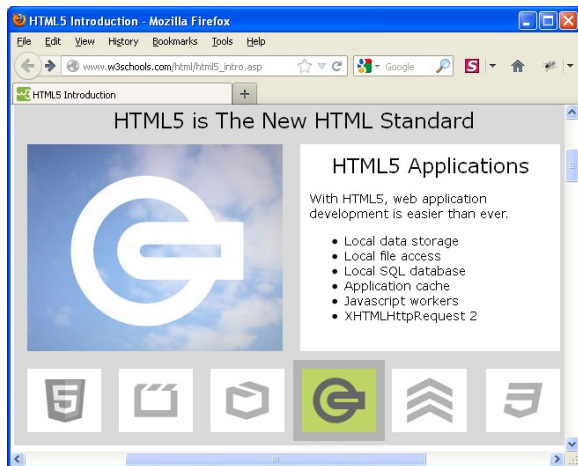 HTML5 Introduction - Mozilla Firefox
File Edit View History Bookmarks Tools Help
www.w3schools.com/html/html5_intro.asp
Google
S
HTML5 Introduction
HTML5 is The New HTML Standard
HTML5 Applications
With HTML5, web application
development is easier than ever.
• Local data storage
• Local file access
• Local SQL database
• Application cache
• Javascript workers
• XHTMLHttpRequest 2
5
3